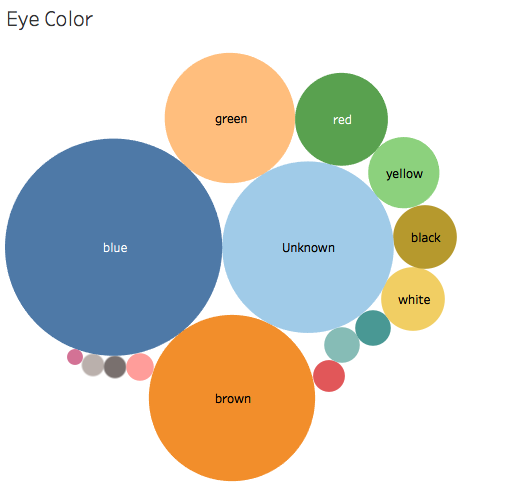 Eye Color
green
red
yellow
black
blue
Unknown
white
brown